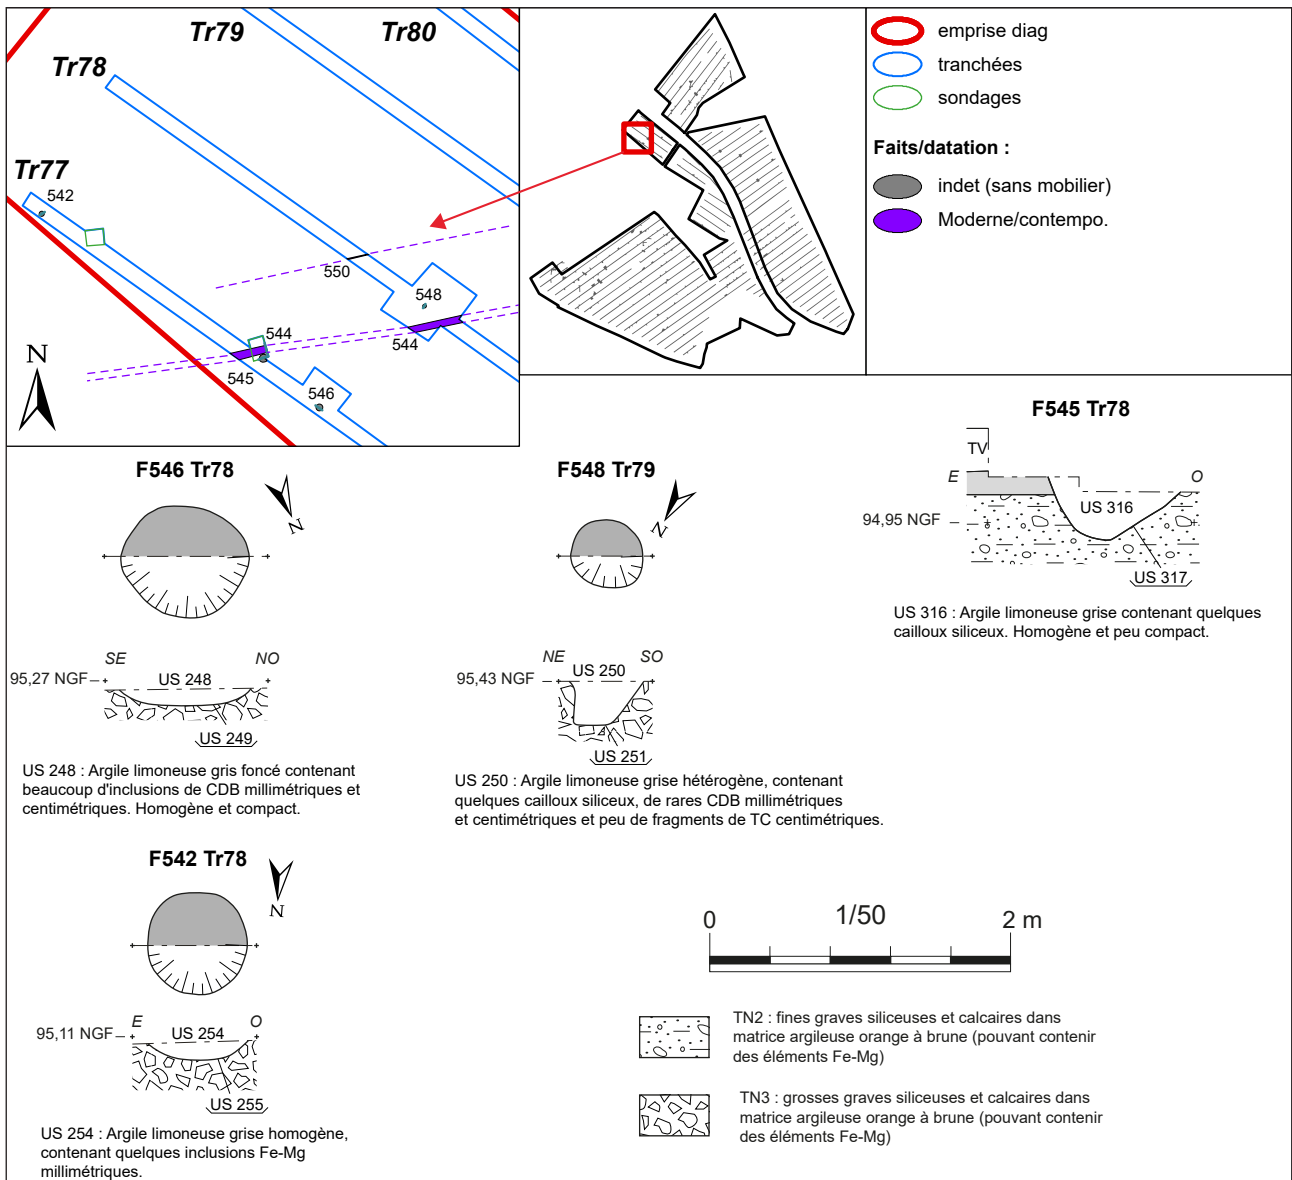 Tr79
Tr80
Tr78
Tr77
542
550
548
544
544
545
546
N
emprise diag
tranchées
sondages
Faits/datation :
indet (sans mobilier)
Moderne/contempo.
F545 Tr78
TV
E
O
US 316
94,95 NGF
US 317
US 316 : Argile limoneuse grise contenant quelques
cailloux siliceux. Homogène et peu compact.
F546 Tr78
N
SE
NO
95,27 NGF
US 248
US 249
US 248 : Argile limoneuse gris foncé contenant
beaucoup d'inclusions de CDB millimétriques et
centimétriques. Homogène et compact.
F548 Tr79
N
NE
SO
95,43 NGF
US 250
US 251
US 250 : Argile limoneuse grise hétérogène, contenant
quelques cailloux siliceux, de rares CDB millimétriques
et centimétriques et peu de fragments de TC centimétriques.
F542 Tr78
N
E
O
95,11 NGF
US 254
US 255
US 254 : Argile limoneuse grise homogène,
contenant quelques inclusions Fe-Mg
millimétriques.
0
1/50
2 m
TN2 : fines graves siliceuses et calcaires dans
matrice argileuse orange à brune (pouvant contenir
des éléments Fe-Mg)
TN3 : grosses graves siliceuses et calcaires dans
matrice argileuse orange à brune (pouvant contenir
des éléments Fe-Mg)